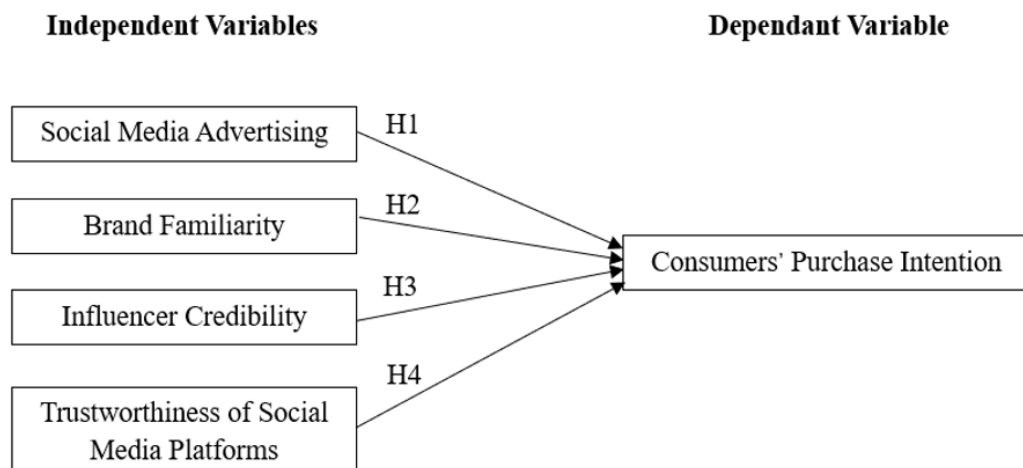 Independent Variables
Dependant Variable
Social Media Advertising
H1
Brand Familiarity
H2
Consumers' Purchase Intention
Influencer Credibility
H3
Trustworthiness of Social
Media Platforms
H4